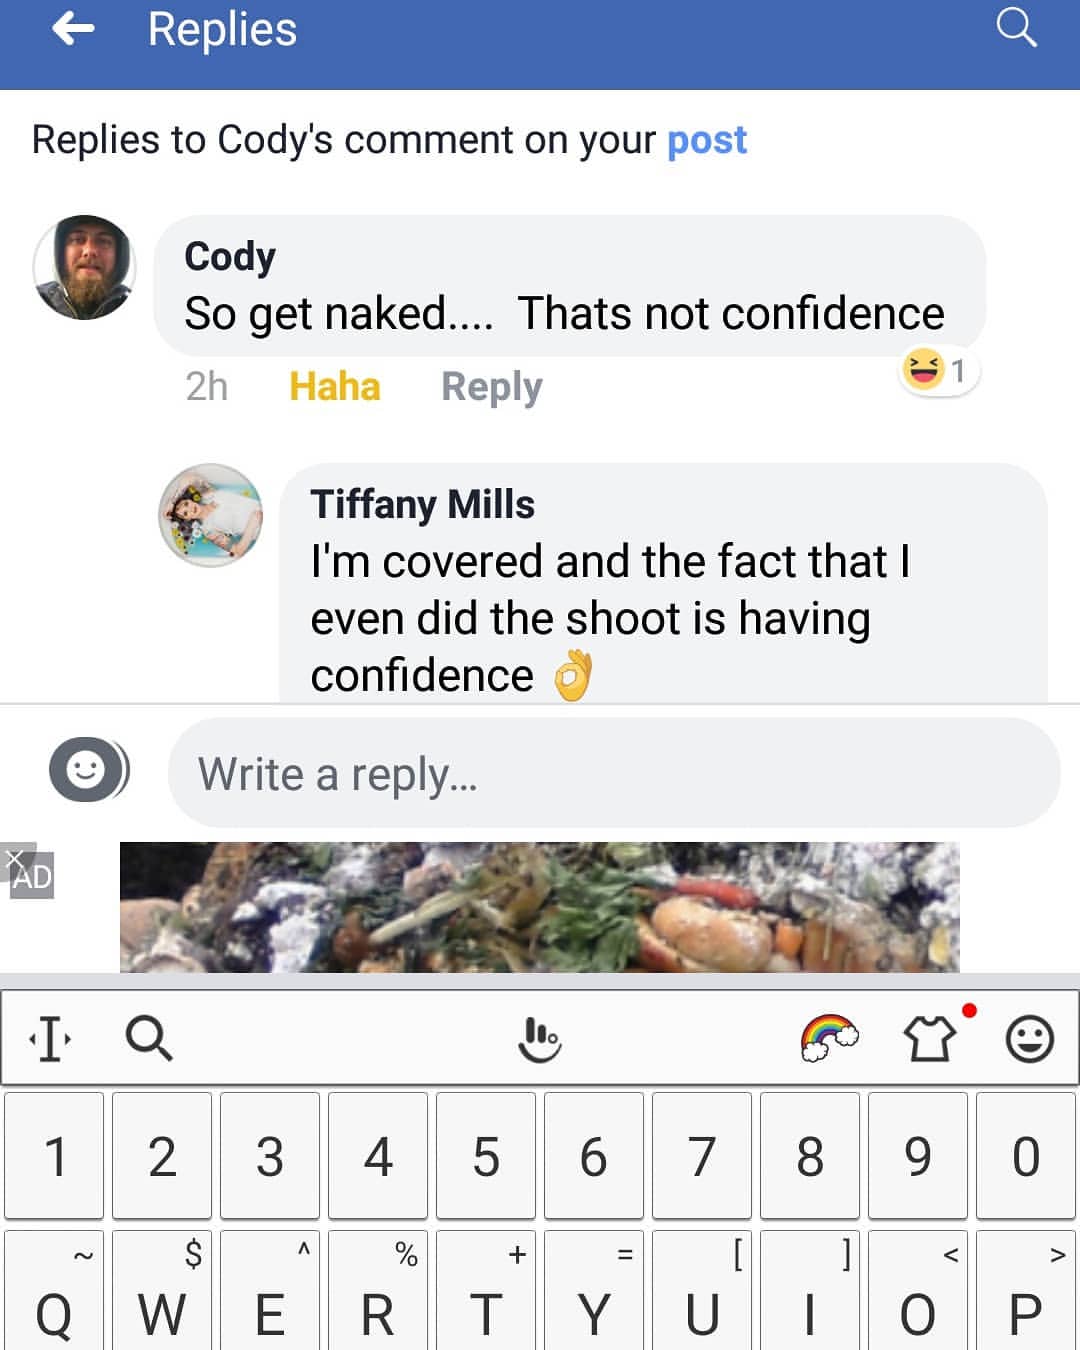 Replies
Replies to Cody's comment on your post
Cody
So get naked.... Thats not confidence
2h Haha Reply
1
Tiffany Mills
I'm covered and the fact that I
even did the shoot is having
confidence 👌
Write a reply...
AD
1 2 3 4 5 6 7 8 9 0
~ $ ^ % + = [ ] < >
Q W E R T Y U I O P